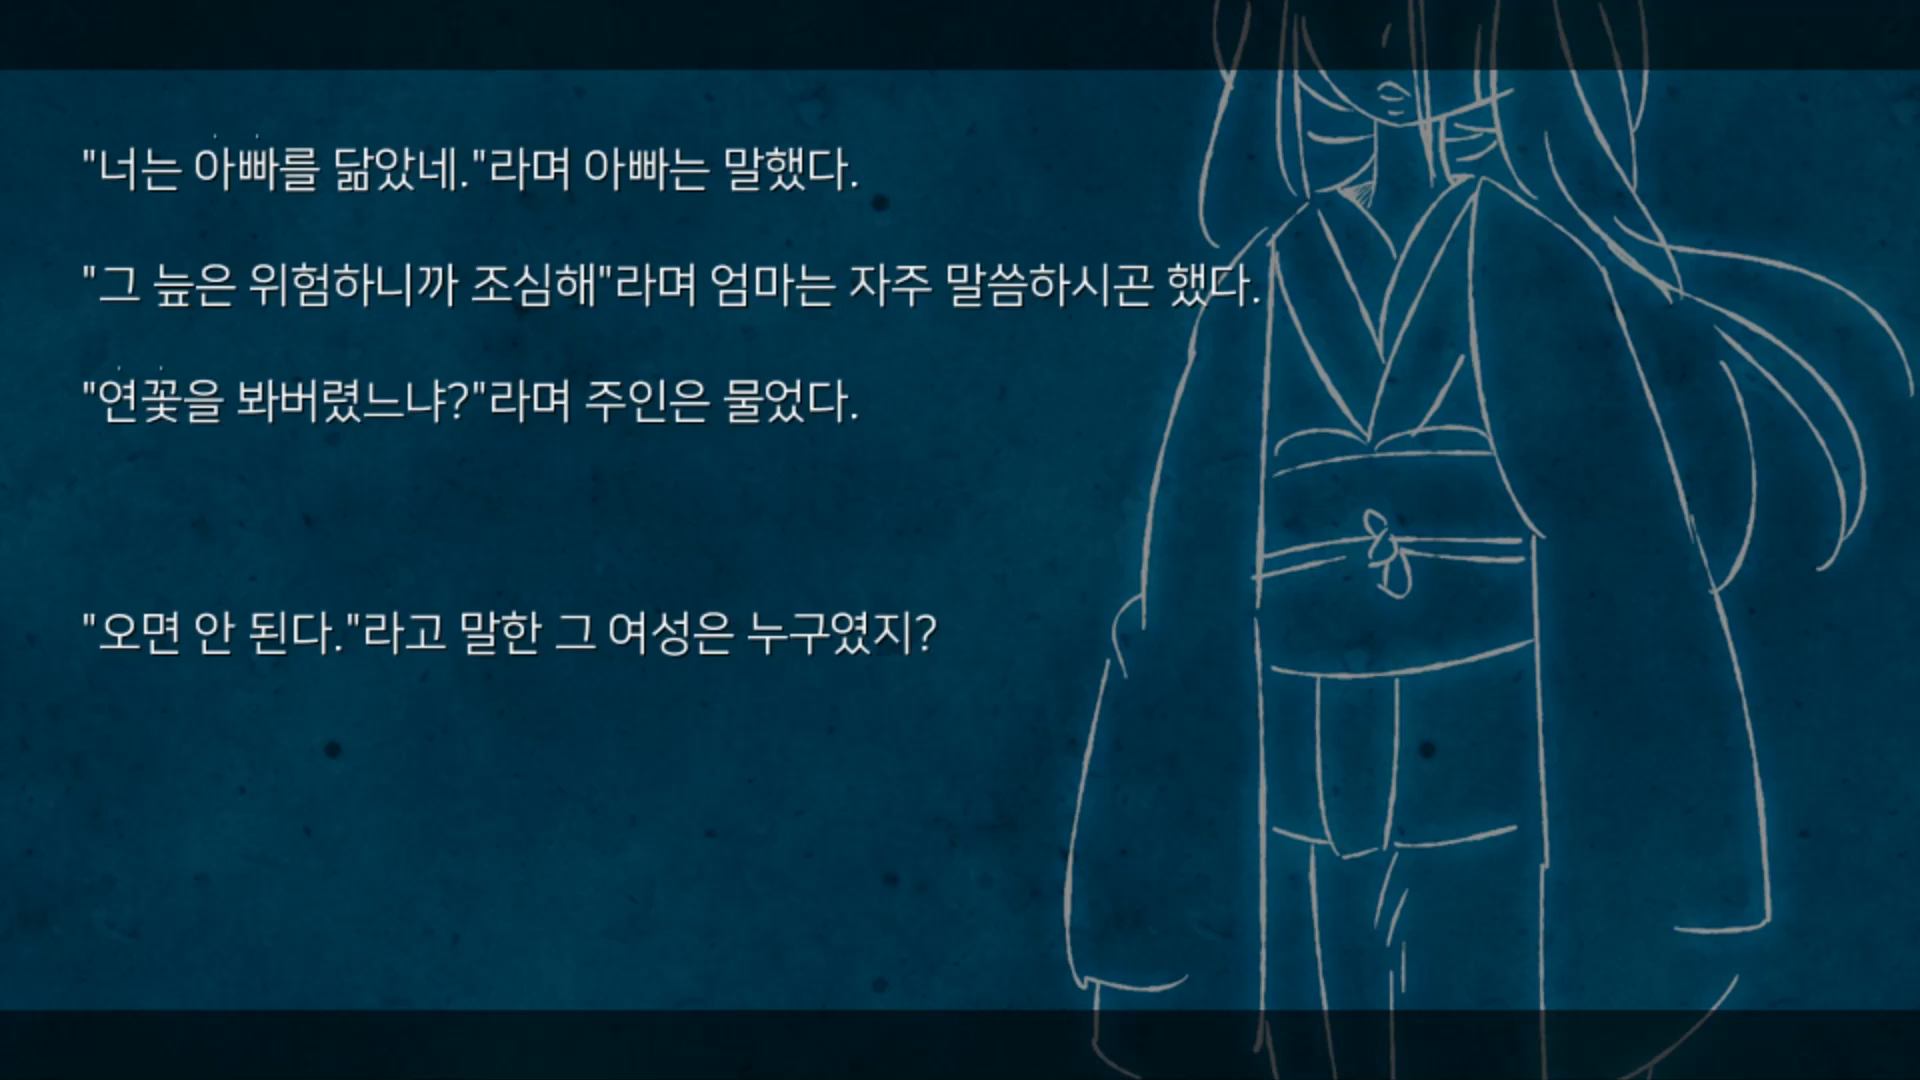 "너는 아빠를 닮았네."라며 아빠는 말했다.
"그 늪은 위험하니까 조심해"라며 엄마는 자주 말씀하시곤 했다.
"연꽃을 봐버렸느냐?"라며 주인은 물었다.
"오면 안 된다."라고 말한 그 여성은 누구였지?